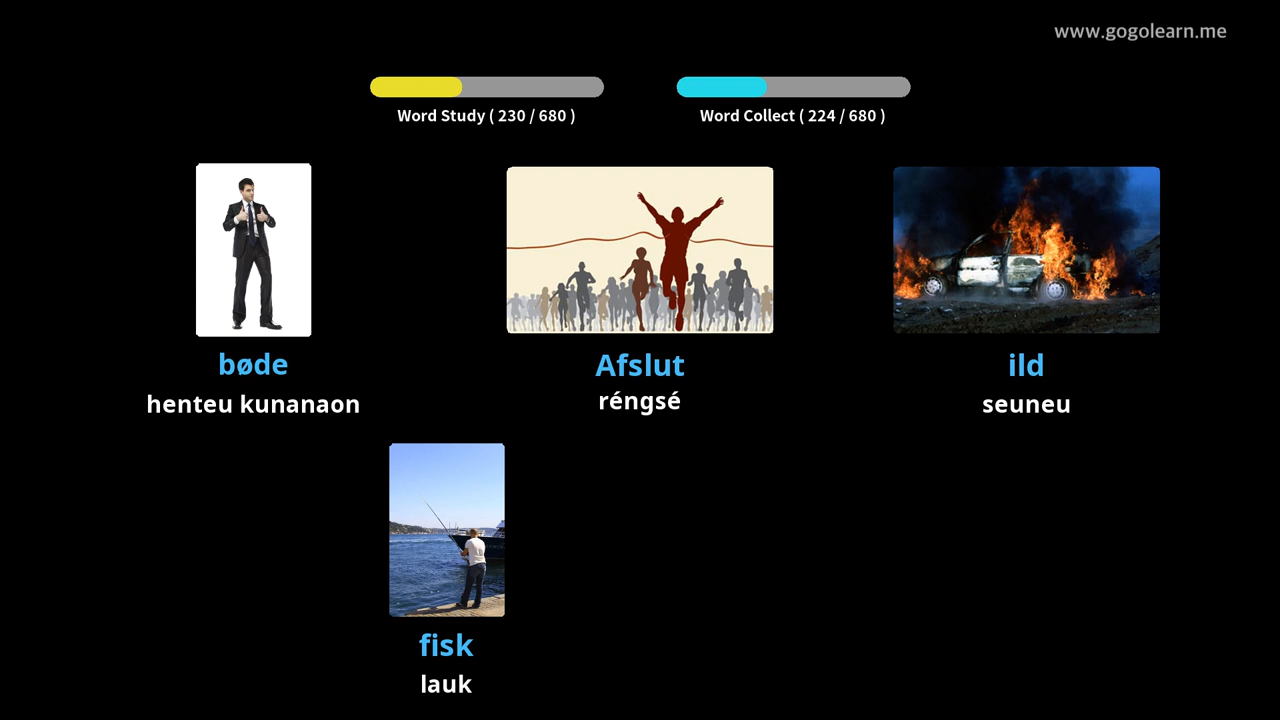 www.gogolearn.me
Word Study ( 230 / 680 )
Word Collect ( 224 / 680 )
bøde
henteu kunanaon
Afslut
réngsé
ild
seuneu
fisk
lauk